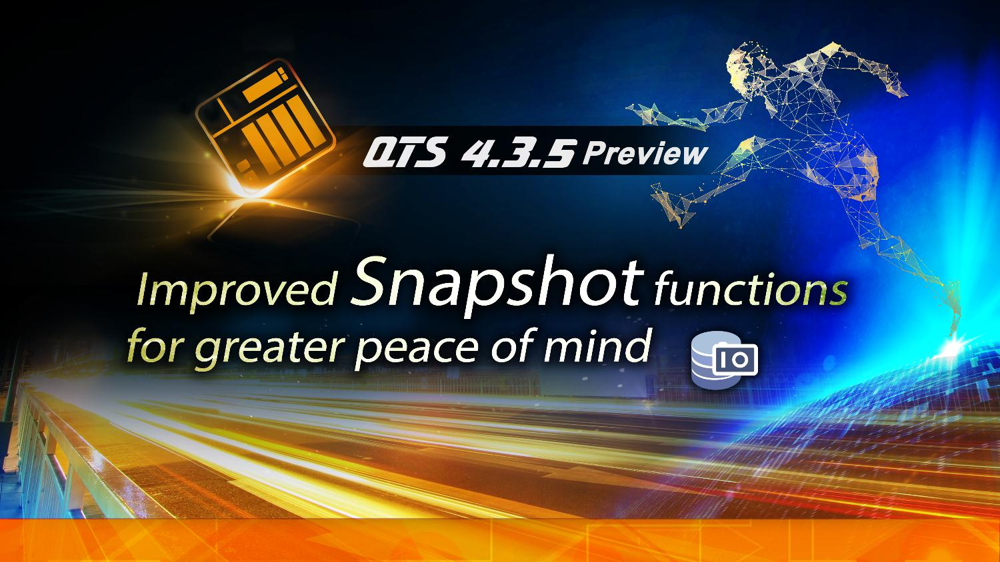 QTS 4.3.5 Preview
Improved Snapshot functions
for greater peace of mind